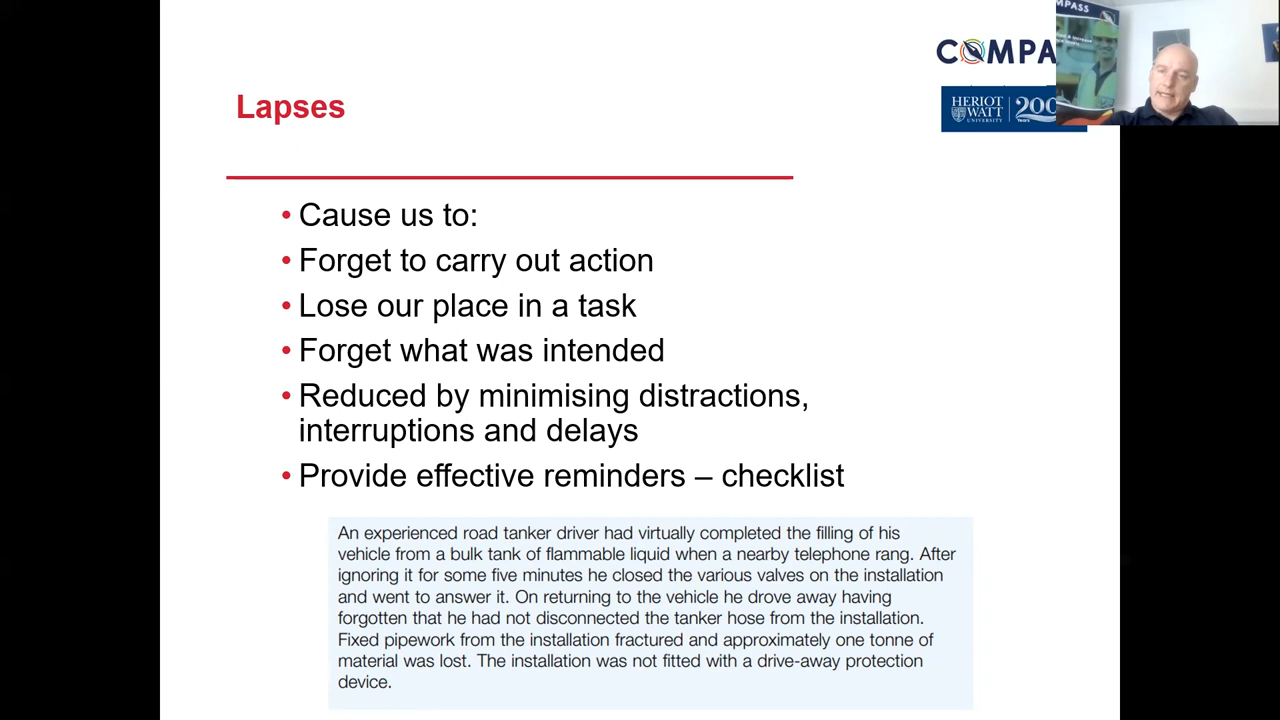 COMPA
HERIOT
WATT
UNIVERSITY
200
Years
MPASS
Lapses
• Cause us to:
• Forget to carry out action
• Lose our place in a task
• Forget what was intended
• Reduced by minimising distractions,
interruptions and delays
• Provide effective reminders – checklist
An experienced road tanker driver had virtually completed the filling of his
vehicle from a bulk tank of flammable liquid when a nearby telephone rang. After
ignoring it for some five minutes he closed the various valves on the installation
and went to answer it. On returning to the vehicle he drove away having
forgotten that he had not disconnected the tanker hose from the installation.
Fixed pipework from the installation fractured and approximately one tonne of
material was lost. The installation was not fitted with a drive-away protection
device.